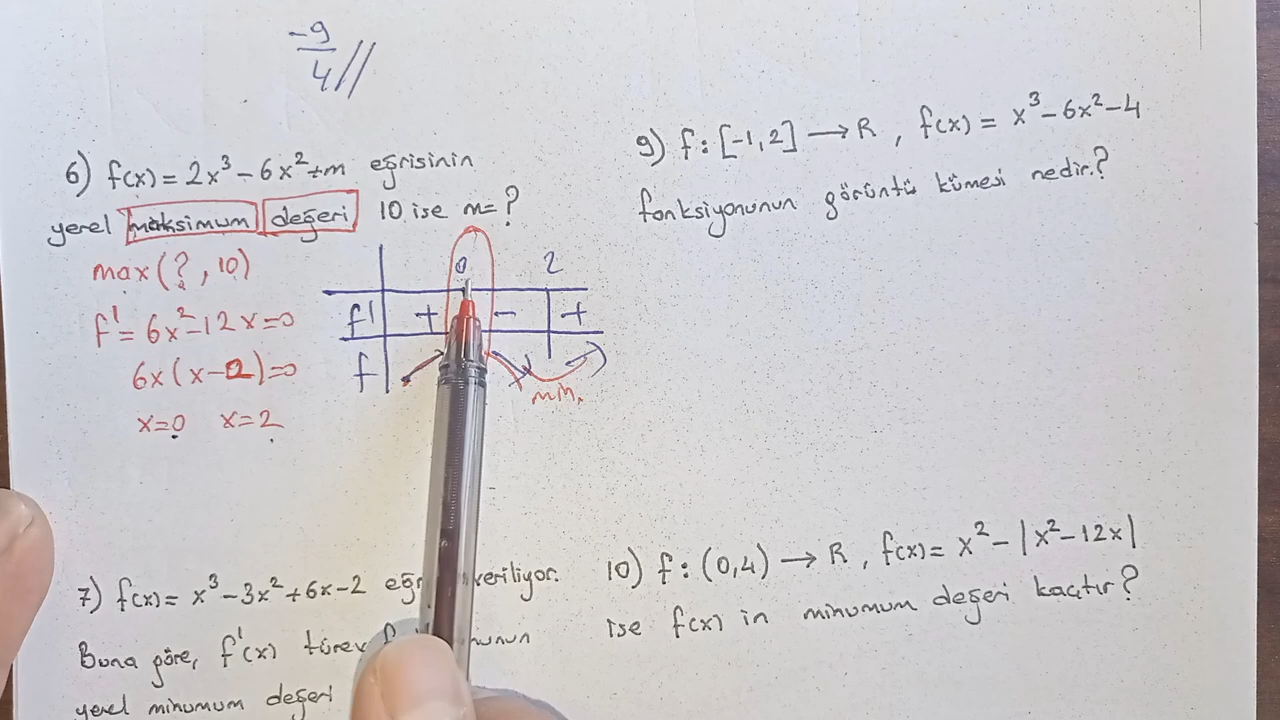 -9
4//
6) f(x) = 2x³ - 6x² + m eğrisinin
yerel maksimum değeri 10 ise m = ?
max(?, 10)
f' = 6x² - 12x = 0
6x(x - 2) = 0
x = 0 x = 2
0 2
f' + - +
f
min.
7) f(x) = x³ - 3x² + 6x - 2 veriliyor.
Buna göre, f'(x)
yerel minumum değeri
9) f : [-1, 2] → R, f(x) = x³ - 6x² - 4
fonksiyonunun görüntü kümesi nedir?
10) f : (0,4) → R, f(x) = x² - |x² - 12x|
ise f(x) in minumum değeri kaçtır?